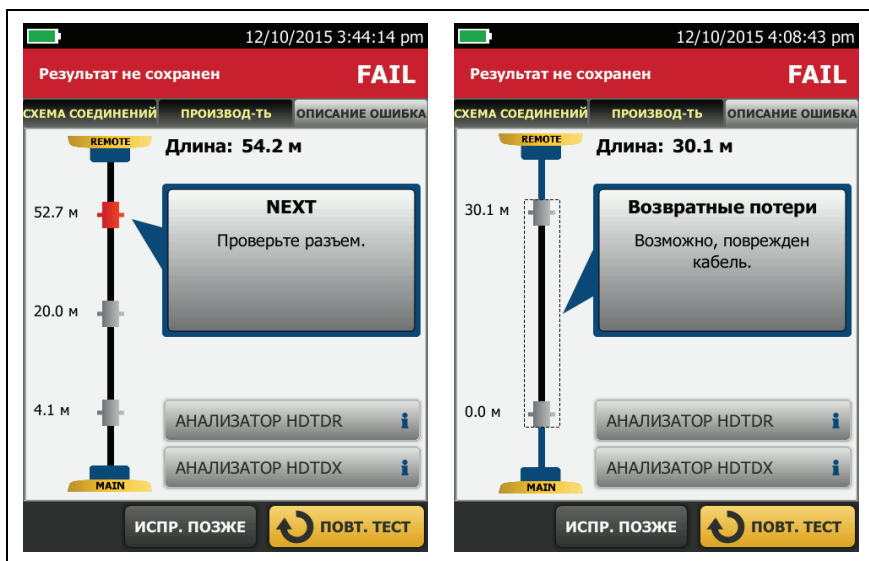 12/10/2015 3:44:14 pm
Результат не сохранен
FAIL
СХЕМА СОЕДИНЕНИЙ
ПРОИЗВОД-ТЬ
ОПИСАНИЕ ОШИБКА
REMOTE
Длина: 54.2 м
52.7 м
NEXT
Проверьте разъем.
20.0 м
4.1 м
АНАЛИЗАТОР HDTDR
i
АНАЛИЗАТОР HDTDX
i
MAIN
ИСПР. ПОЗЖЕ
ПОВТ. ТЕСТ
12/10/2015 4:08:43 pm
Результат не сохранен
FAIL
СХЕМА СОЕДИНЕНИЙ
ПРОИЗВОД-ТЬ
ОПИСАНИЕ ОШИБКА
REMOTE
Длина: 30.1 м
30.1 м
Возвратные потери
Возможно, поврежден
кабель.
0.0 м
АНАЛИЗАТОР HDTDR
i
АНАЛИЗАТОР HDTDX
i
MAIN
ИСПР. ПОЗЖЕ
ПОВТ. ТЕСТ